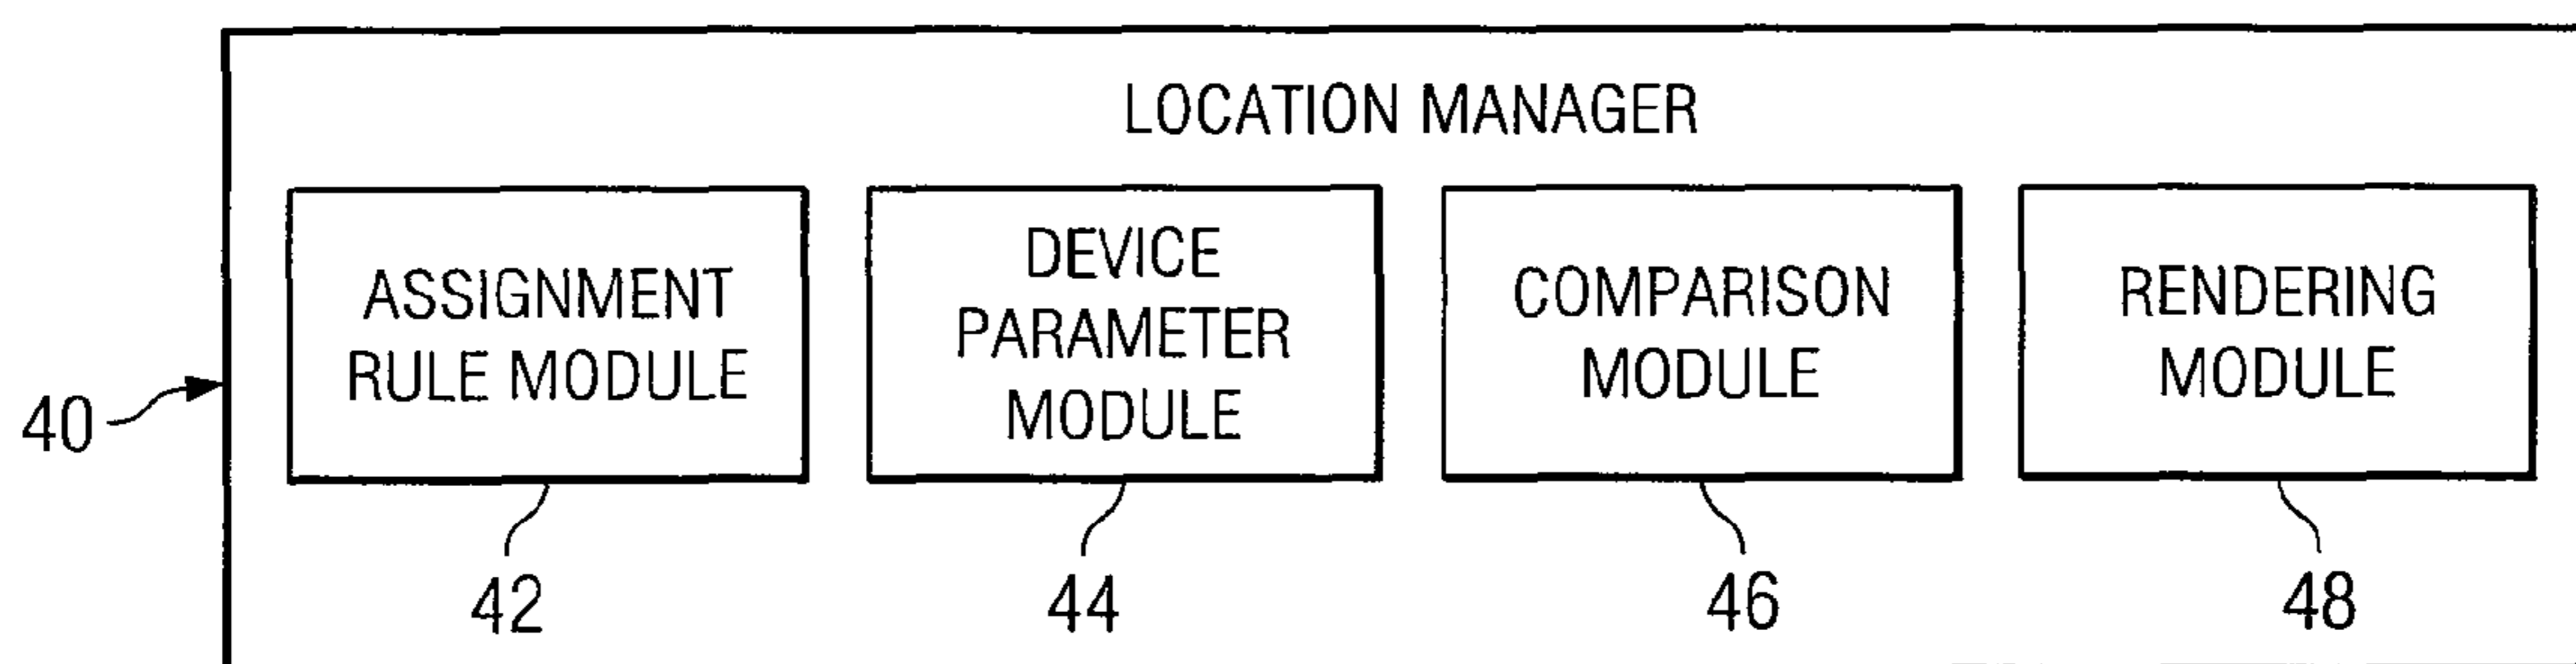 LOCATION MANAGER
ASSIGNMENT
RULE MODULE
DEVICE
PARAMETER
MODULE
COMPARISON
MODULE
RENDERING
MODULE
40
42
44
46
48